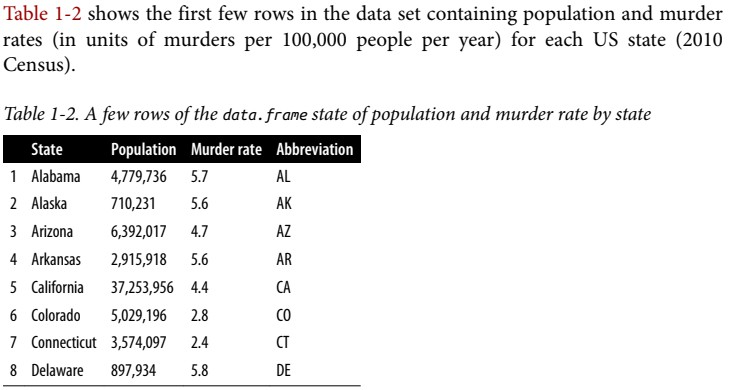 Table 1-2 shows the first few rows in the data set containing population and murder
rates (in units of murders per 100,000 people per year) for each US state (2010
Census).
Table 1-2. A few rows of the data.frame state of population and murder rate by state
State Population Murder rate Abbreviation
1 Alabama 4,779,736 5.7 AL
2 Alaska 710,231 5.6 AK
3 Arizona 6,392,017 4.7 AZ
4 Arkansas 2,915,918 5.6 AR
5 California 37,253,956 4.4 CA
6 Colorado 5,029,196 2.8 CO
7 Connecticut 3,574,097 2.4 CT
8 Delaware 897,934 5.8 DE